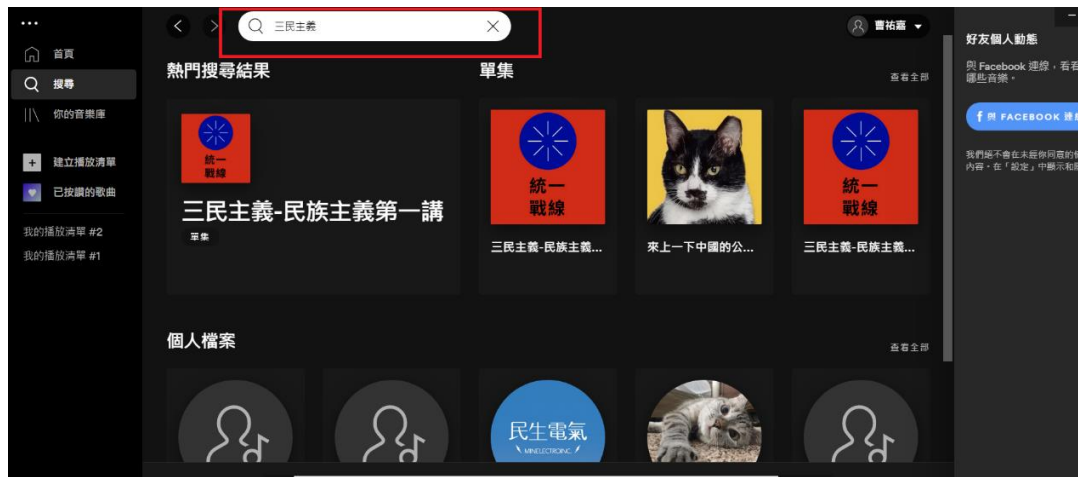 三民主義
曹祐嘉
首頁
搜尋
你的音樂庫
建立播放清單
已按讚的歌曲
我的播放清單 #2
我的播放清單 #1
熱門搜尋結果
統一
戰線
三民主義-民族主義第一講
單集
單集
查看全部
統一
戰線
三民主義-民族主義...
來上一下中國的公...
統一
戰線
三民主義-民族主義...
個人檔案
查看全部
民生電氣
好友個人動態
與 Facebook 連線，看看
哪些音樂。
f 與 FACEBOOK 連
我們絕不會在未經你同意的
內容。在「設定」中顯示和